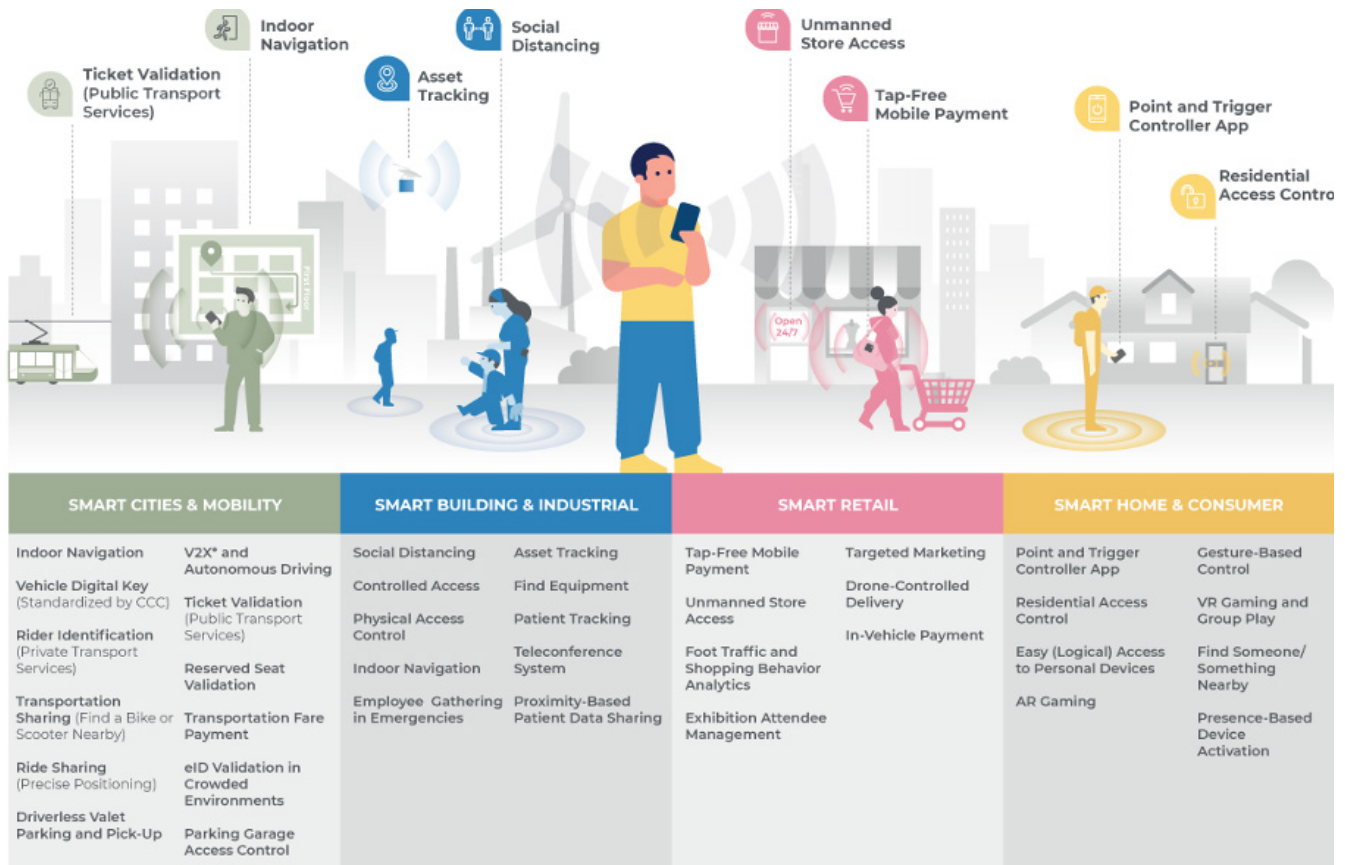 Indoor
Navigation
Social
Distancing
Unmanned
Store Access
Ticket Validation
(Public Transport
Services)
Asset
Tracking
Tap-Free
Mobile Payment
Point and Trigger
Controller App
Residential
Access Contro
First Floor
Open
24/7
SMART CITIES & MOBILITY
Indoor Navigation
Vehicle Digital Key
(Standardized by CCC)
Rider Identification
(Private Transport
Services)
Transportation
Sharing (Find a Bike or
Scooter Nearby)
Ride Sharing
(Precise Positioning)
Driverless Valet
Parking and Pick-Up
V2X* and
Autonomous Driving
Ticket Validation
(Public Transport
Services)
Reserved Seat
Validation
Transportation Fare
Payment
eID Validation in
Crowded
Environments
Parking Garage
Access Control
SMART BUILDING & INDUSTRIAL
Social Distancing
Controlled Access
Physical Access
Control
Indoor Navigation
Employee Gathering
in Emergencies
Asset Tracking
Find Equipment
Patient Tracking
Teleconference
System
Proximity-Based
Patient Data Sharing
SMART RETAIL
Tap-Free Mobile
Payment
Unmanned Store
Access
Foot Traffic and
Shopping Behavior
Analytics
Exhibition Attendee
Management
Targeted Marketing
Drone-Controlled
Delivery
In-Vehicle Payment
SMART HOME & CONSUMER
Point and Trigger
Controller App
Residential Access
Control
Easy (Logical) Access
to Personal Devices
AR Gaming
Gesture-Based
Control
VR Gaming and
Group Play
Find Someone/
Something
Nearby
Presence-Based
Device
Activation